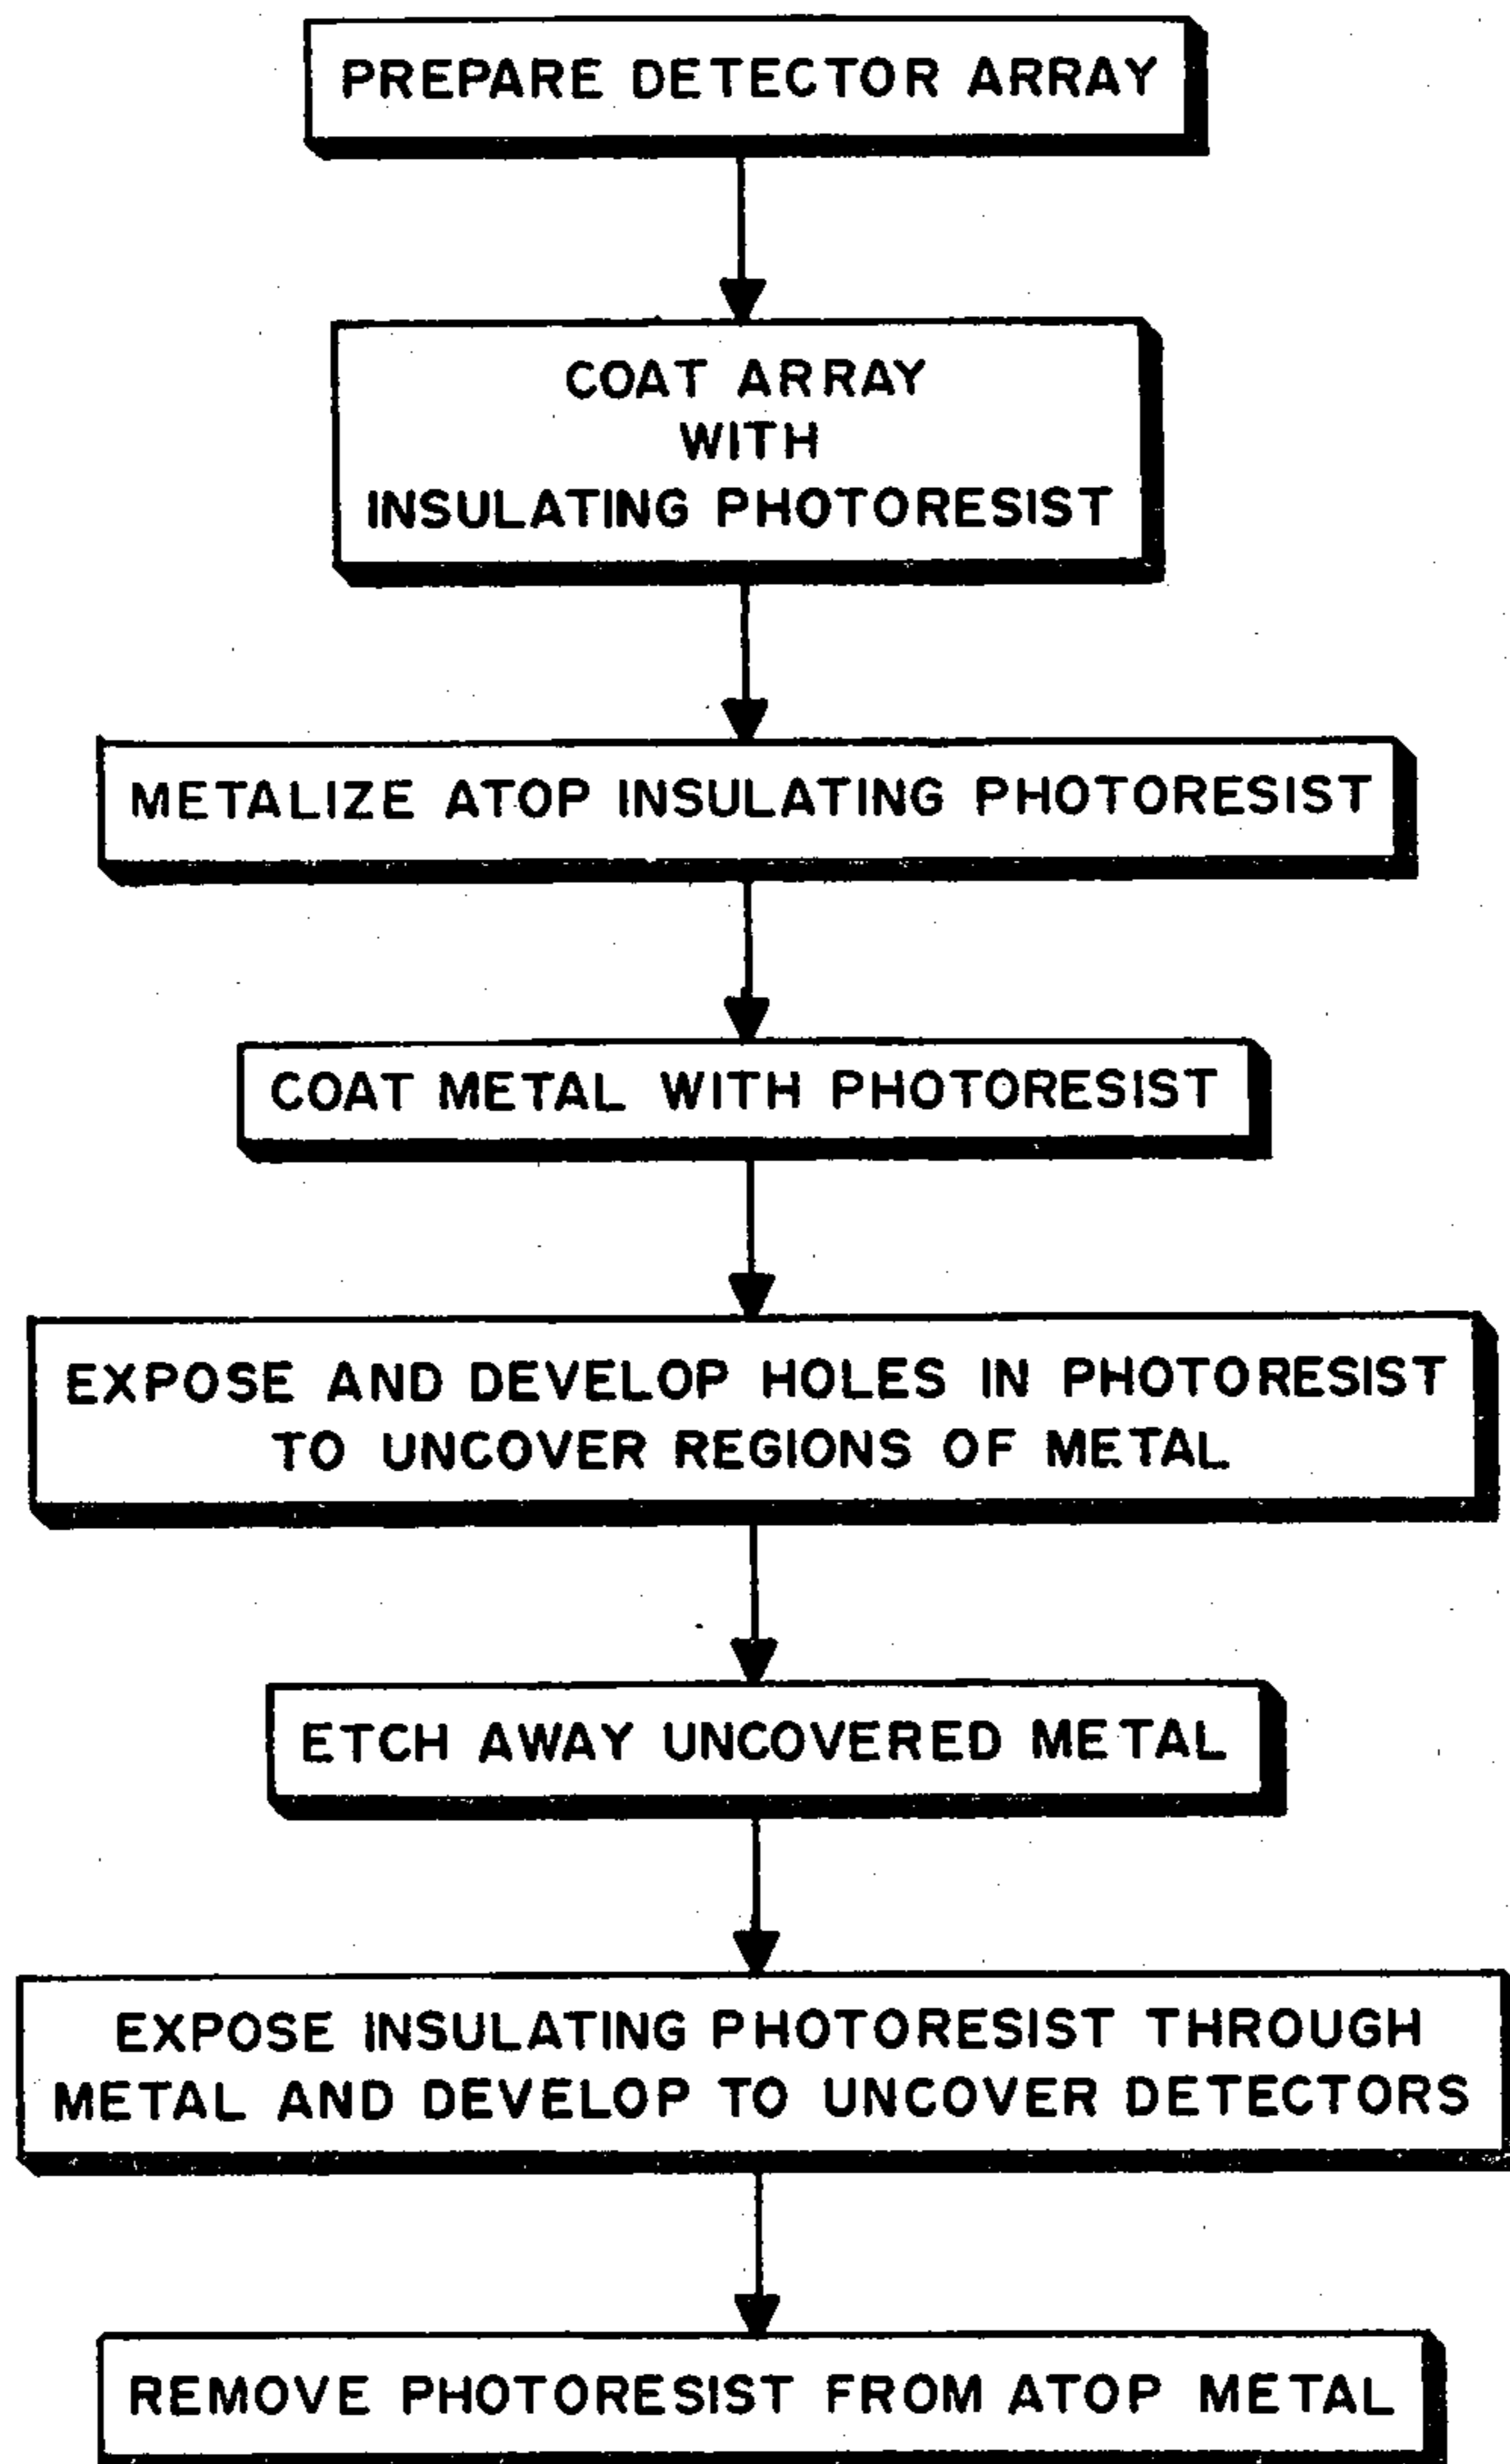 PREPARE DETECTOR ARRAY
COAT ARRAY
WITH
INSULATING PHOTORESIST
METALIZE ATOP INSULATING PHOTORESIST
COAT METAL WITH PHOTORESIST
EXPOSE AND DEVELOP HOLES IN PHOTORESIST
TO UNCOVER REGIONS OF METAL
ETCH AWAY UNCOVERED METAL
EXPOSE INSULATING PHOTORESIST THROUGH
METAL AND DEVELOP TO UNCOVER DETECTORS
REMOVE PHOTORESIST FROM ATOP METAL